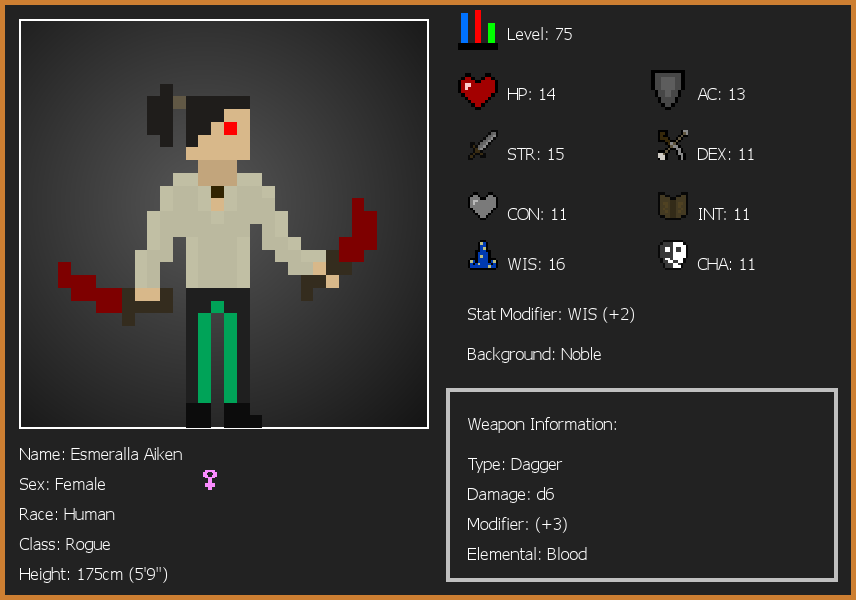 Level: 75
HP: 14
AC: 13
STR: 15
DEX: 11
CON: 11
INT: 11
WIS: 16
CHA: 11
Stat Modifier: WIS (+2)
Background: Noble
Weapon Information:
Type: Dagger
Damage: d6
Modifier: (+3)
Elemental: Blood
Name: Esmeralla Aiken
Sex: Female
Race: Human
Class: Rogue
Height: 175cm (5'9")